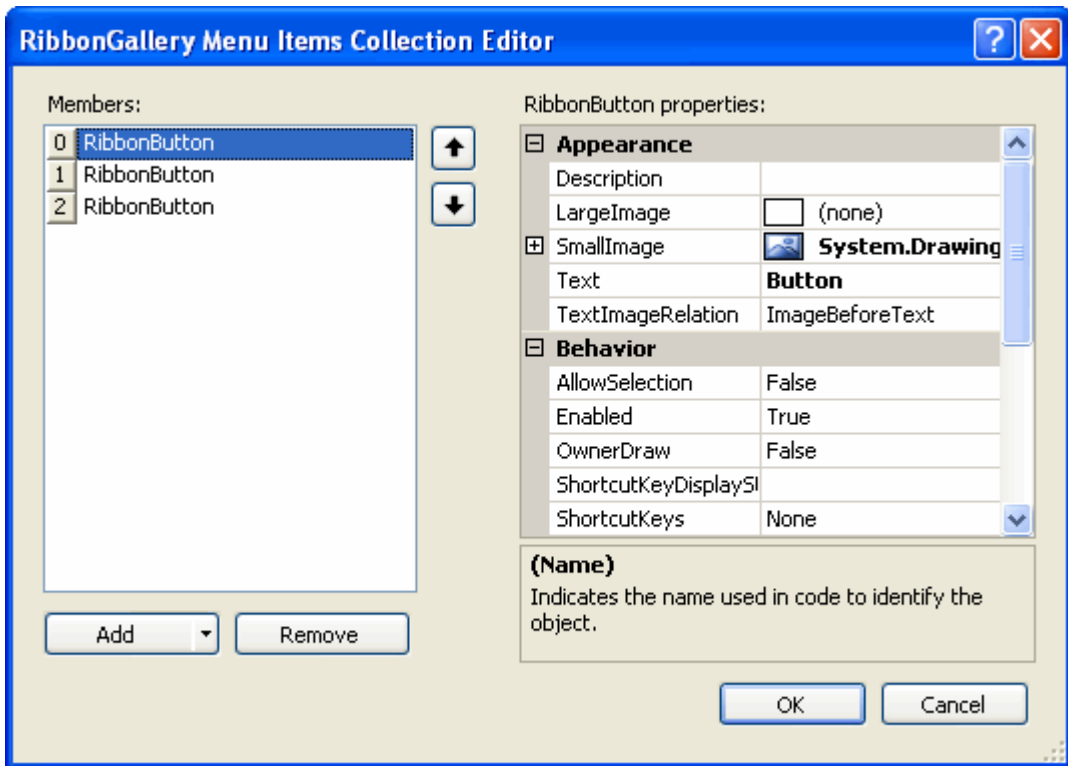 RibbonGallery Menu Items Collection Editor
Members:
0 RibbonButton
1 RibbonButton
2 RibbonButton
Add
Remove
RibbonButton properties:
Appearance
Description
LargeImage (none)
SmallImage System.Drawing
Text Button
TextImageRelation ImageBeforeText
Behavior
AllowSelection False
Enabled True
OwnerDraw False
ShortcutKeyDisplaySt
ShortcutKeys None
(Name)
Indicates the name used in code to identify the
object.
OK
Cancel